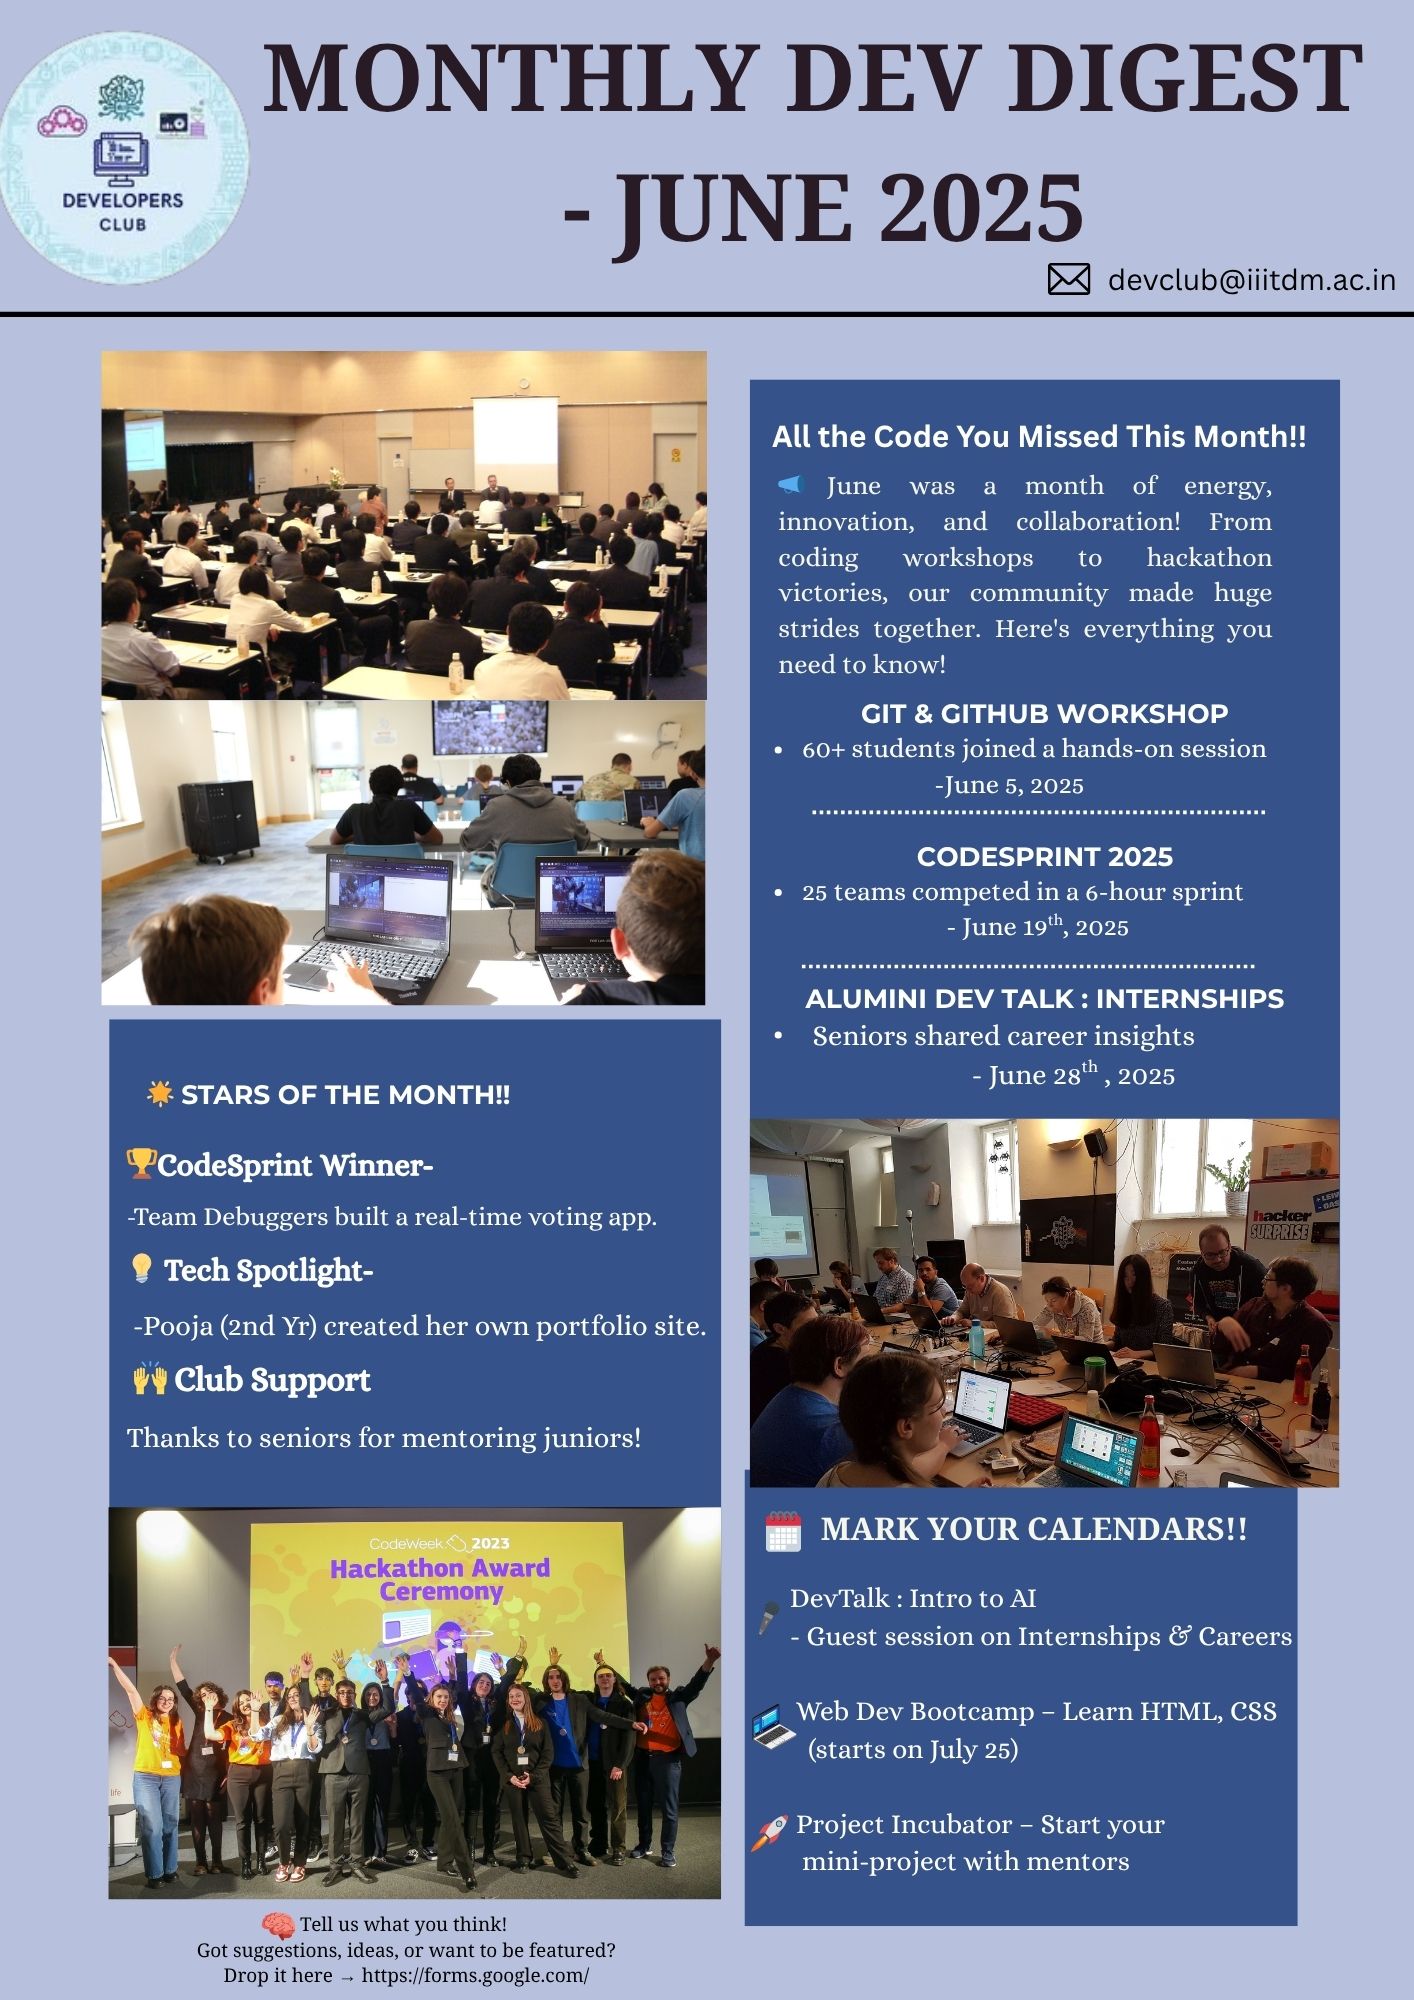 DEVELOPERS
CLUB
MONTHLY DEV DIGEST
- JUNE 2025
devclub@iiitdm.ac.in
All the Code You Missed This Month!!
June was a month of energy,
innovation, and collaboration! From
coding workshops to hackathon
victories, our community made huge
strides together. Here's everything you
need to know!
GIT & GITHUB WORKSHOP
• 60+ students joined a hands-on session
-June 5, 2025
CODESPRINT 2025
• 25 teams competed in a 6-hour sprint
- June 19th, 2025
ALUMINI DEV TALK : INTERNSHIPS
• Seniors shared career insights
- June 28th , 2025
hacker
SURPRISE
STARS OF THE MONTH!!
CodeSprint Winner-
-Team Debuggers built a real-time voting app.
Tech Spotlight-
-Pooja (2nd Yr) created her own portfolio site.
Club Support
Thanks to seniors for mentoring juniors!
CodeWeek 2023
Hackathon Award
Ceremony
MARK YOUR CALENDARS!!
DevTalk : Intro to AI
- Guest session on Internships & Careers
Web Dev Bootcamp – Learn HTML, CSS
(starts on July 25)
Project Incubator – Start your
mini-project with mentors
Tell us what you think!
Got suggestions, ideas, or want to be featured?
Drop it here → https://forms.google.com/